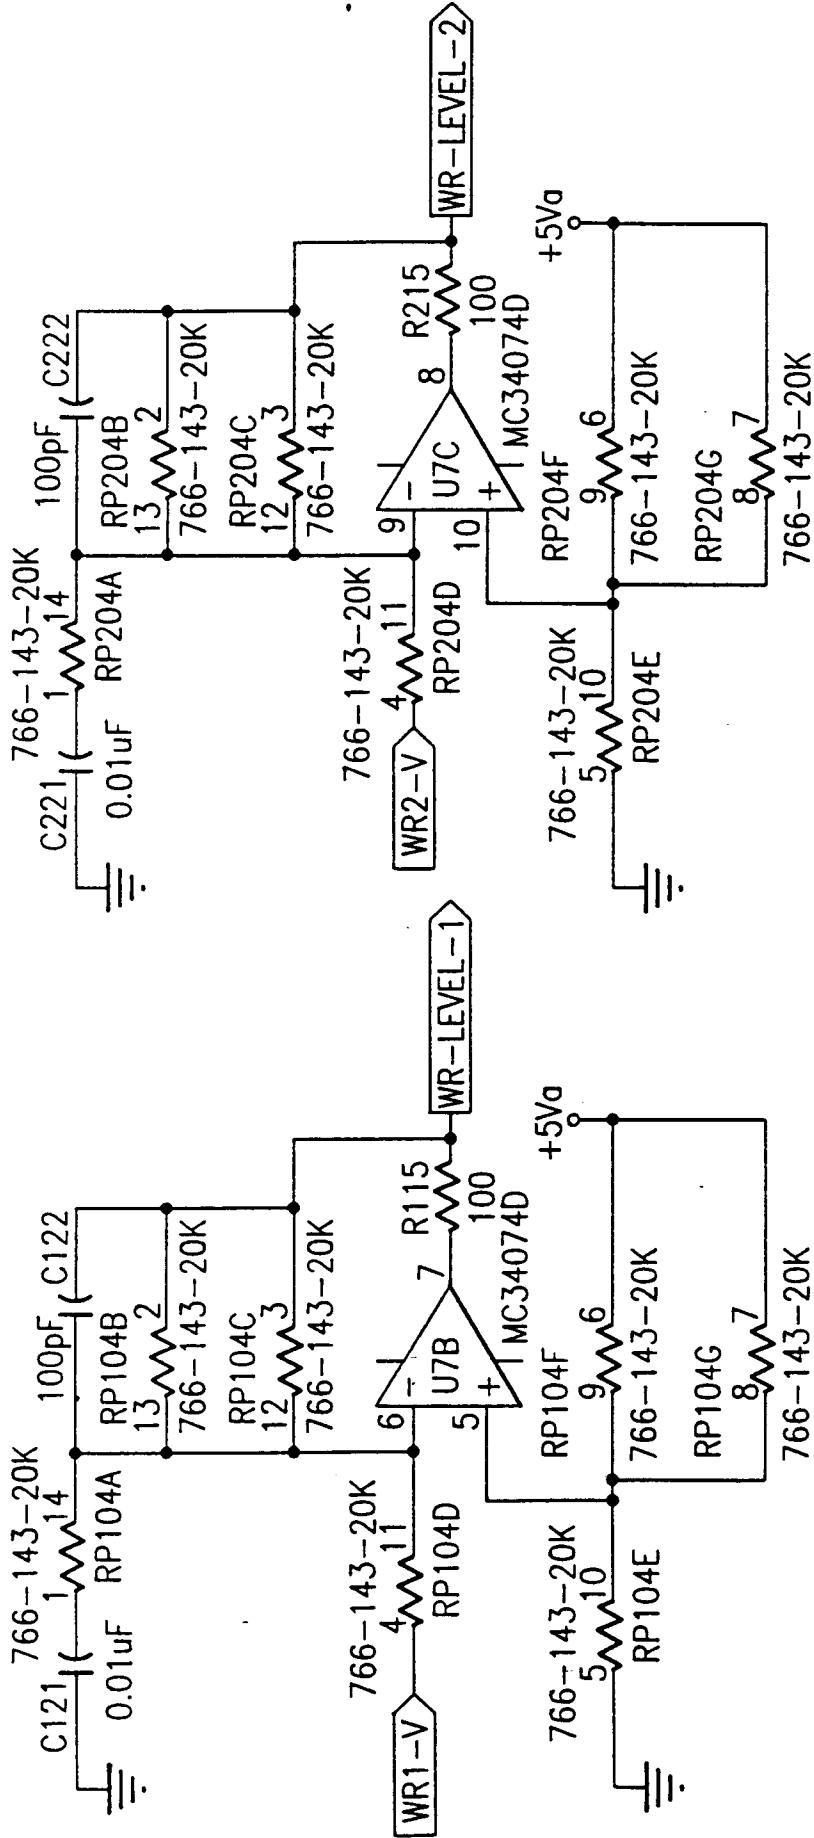 C121
0.01uF
766-143-20K
1
14
RP104A
100pF
C122
RP104B
13
2
766-143-20K
RP104C
12
3
766-143-20K
WR1-V
766-143-20K
4
11
RP104D
6
5
-
+
U7B
7
MC34074D
R115
100
WR-LEVEL-1
766-143-20K
5
10
RP104E
RP104F
9
6
766-143-20K
RP104G
8
7
766-143-20K
+5Va
C221
0.01uF
766-143-20K
1
14
RP204A
100pF
C222
RP204B
13
2
766-143-20K
RP204C
12
3
766-143-20K
WR2-V
766-143-20K
4
11
RP204D
9
10
-
+
U7C
8
MC34074D
R215
100
WR-LEVEL-2
766-143-20K
5
10
RP204E
RP204F
9
6
766-143-20K
RP204G
8
7
766-143-20K
+5Va